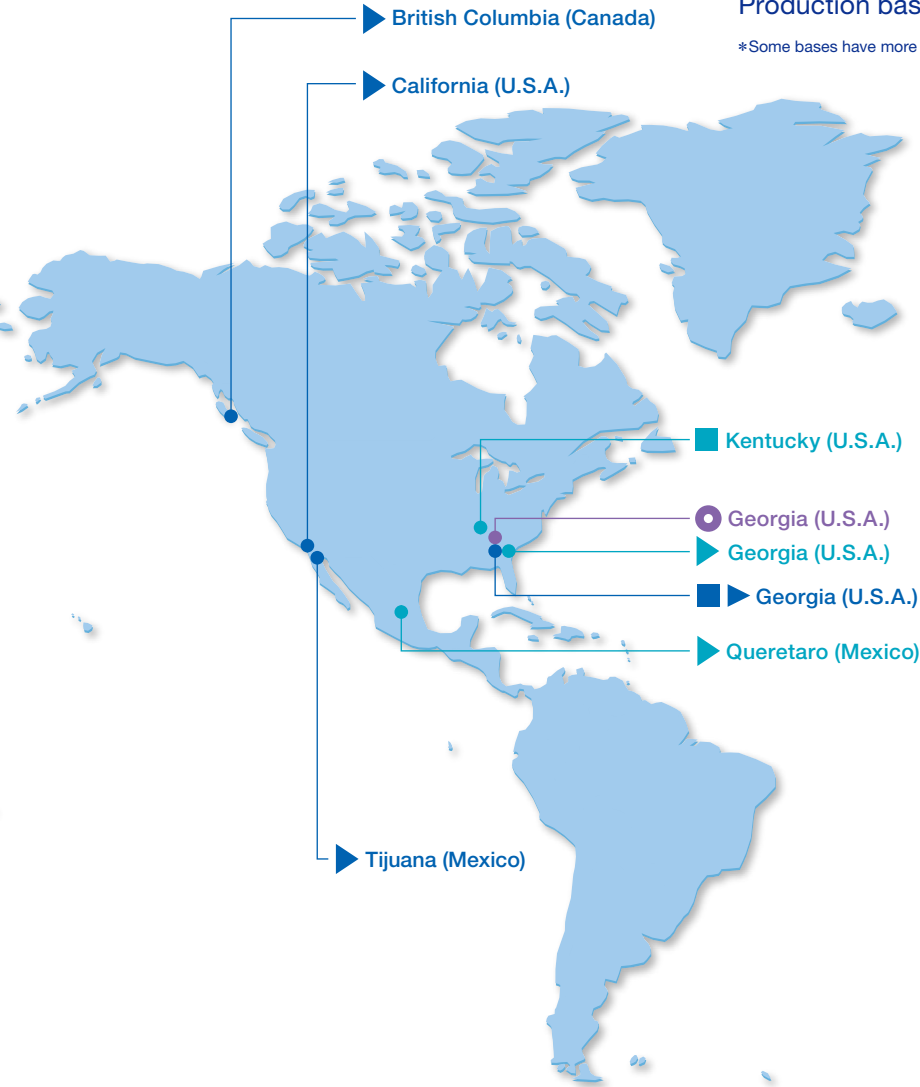 British Columbia (Canada)
Production bas
*Some bases have more
California (U.S.A.)
Kentucky (U.S.A.)
Georgia (U.S.A.)
Georgia (U.S.A.)
Georgia (U.S.A.)
Queretaro (Mexico)
Tijuana (Mexico)